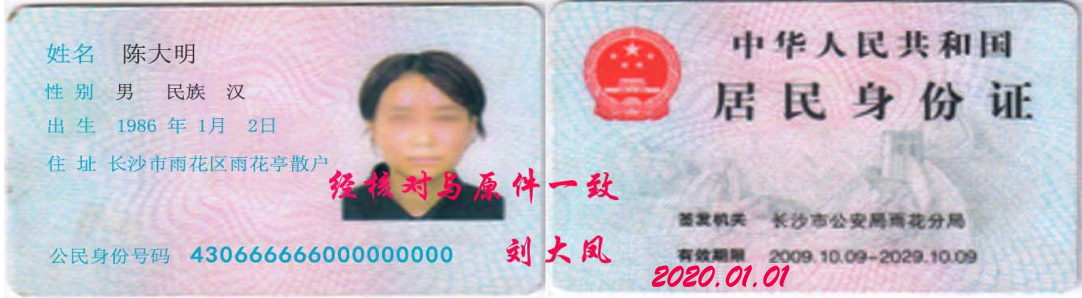 姓名 陈大明
性 别 男 民族 汉
出 生 1986 年 1月 2日
住 址 长沙市雨花区雨花亭散户
公民身份号码 430666666000000000
中华人民共和国
居民身份证
签发机关 长沙市公安局雨花分局
有效期限 2009.10.09-2029.10.09
经核对与原件一致
刘大凤
2020.01.01